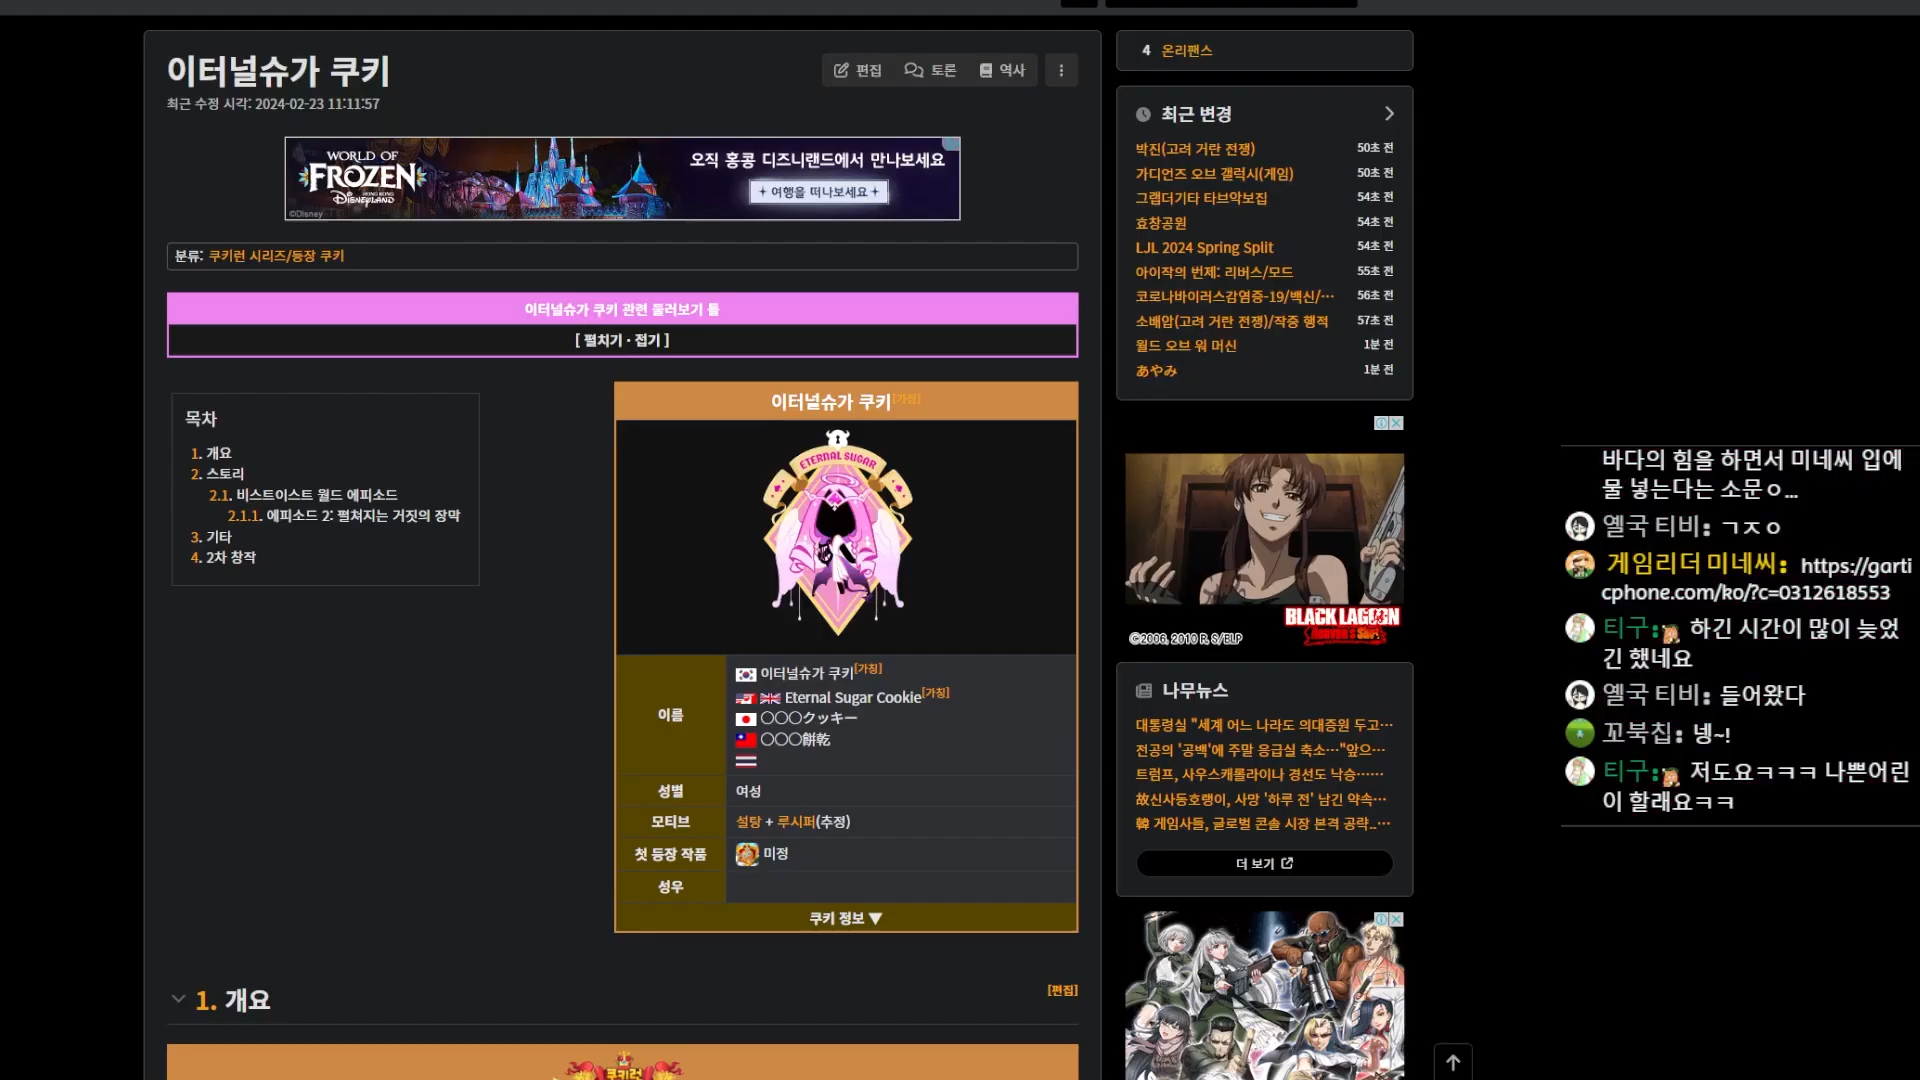 이터널슈가 쿠키
편집
토론
역사
최근 수정 시각: 2024-02-23 11:11:57
WORLD OF
FROZEN
HONG KONG
DISNEYLAND
©Disney
오직 홍콩 디즈니랜드에서 만나보세요
여행을 떠나보세요
분류: 쿠키런 시리즈/등장 쿠키
이터널슈가 쿠키 관련 둘러보기 틀
[ 펼치기 · 접기 ]
목차
1. 개요
2. 스토리
2.1. 비스트이스트 월드 에피소드
2.1.1. 에피소드 2: 펼쳐지는 거짓의 장막
3. 기타
4. 2차 창작
이터널슈가 쿠키[가칭]
ETERNAL SUGAR
이름
이터널슈가 쿠키[가칭]
Eternal Sugar Cookie[가칭]
〇〇〇クッキー
〇〇〇餅乾
성별
여성
모티브
설탕 + 루시퍼(추정)
첫 등장 작품
미정
성우
쿠키 정보 ▼
1. 개요
[편집]
쿠키런
4 온리팬스
최근 변경
박진(고려 거란 전쟁) 50초 전
가디언즈 오브 갤럭시(게임) 50초 전
그랩더기타 타브악보집 54초 전
효창공원 54초 전
LJL 2024 Spring Split 54초 전
아이작의 번제: 리버스/모드 55초 전
코로나바이러스감염증-19/백신/… 56초 전
소배압(고려 거란 전쟁)/작중 행적 57초 전
월드 오브 워 머신 1분 전
あやみ 1분 전
©2006, 2010 R. S/ELP
BLACK LAGOON
나무뉴스
대통령실 "세계 어느 나라도 의대증원 두고…
전공의 '공백'에 주말 응급실 축소…"앞으…
트럼프, 사우스캐롤라이나 경선도 낙승……
故신사동호랭이, 사망 '하루 전' 남긴 약속…
韓 게임사들, 글로벌 콘솔 시장 본격 공략..…
더 보기
바다의 힘을 하면서 미네씨 입에
물 넣는다는 소문ㅇ...
옐국 티비: ㄱㅈㅇ
게임리더 미네씨: https://garti
cphone.com/ko/?c=0312618553
티구: 하긴 시간이 많이 늦었
긴 했네요
옐국 티비: 들어왔다
꼬북칩: 넹~!
티구: 저도요ㅋㅋㅋ 나쁜어린
이 할래요ㅋㅋ